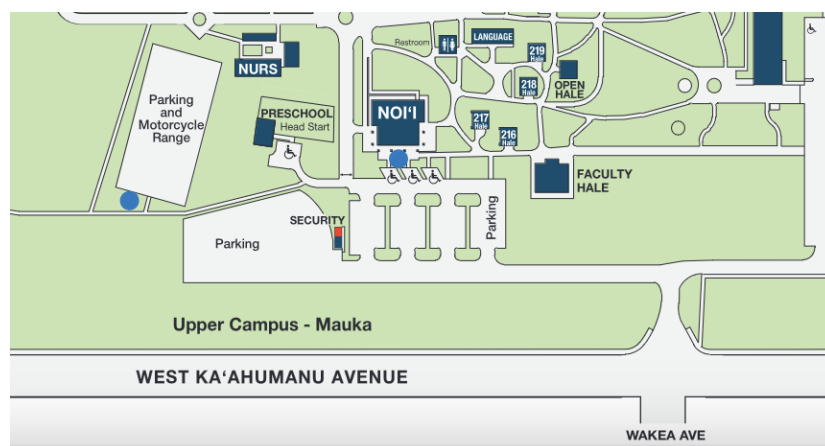 Restroom
LANGUAGE
219
Hale
NURS
OPEN
HALE
218
Hale
Parking
and
Motorcycle
Range
PRESCHOOL
Head Start
NOI‘I
217
Hale
216
Hale
FACULTY
HALE
SECURITY
Parking
Parking
Upper Campus - Mauka
WEST KA‘AHUMANU AVENUE
WAKEA AVE